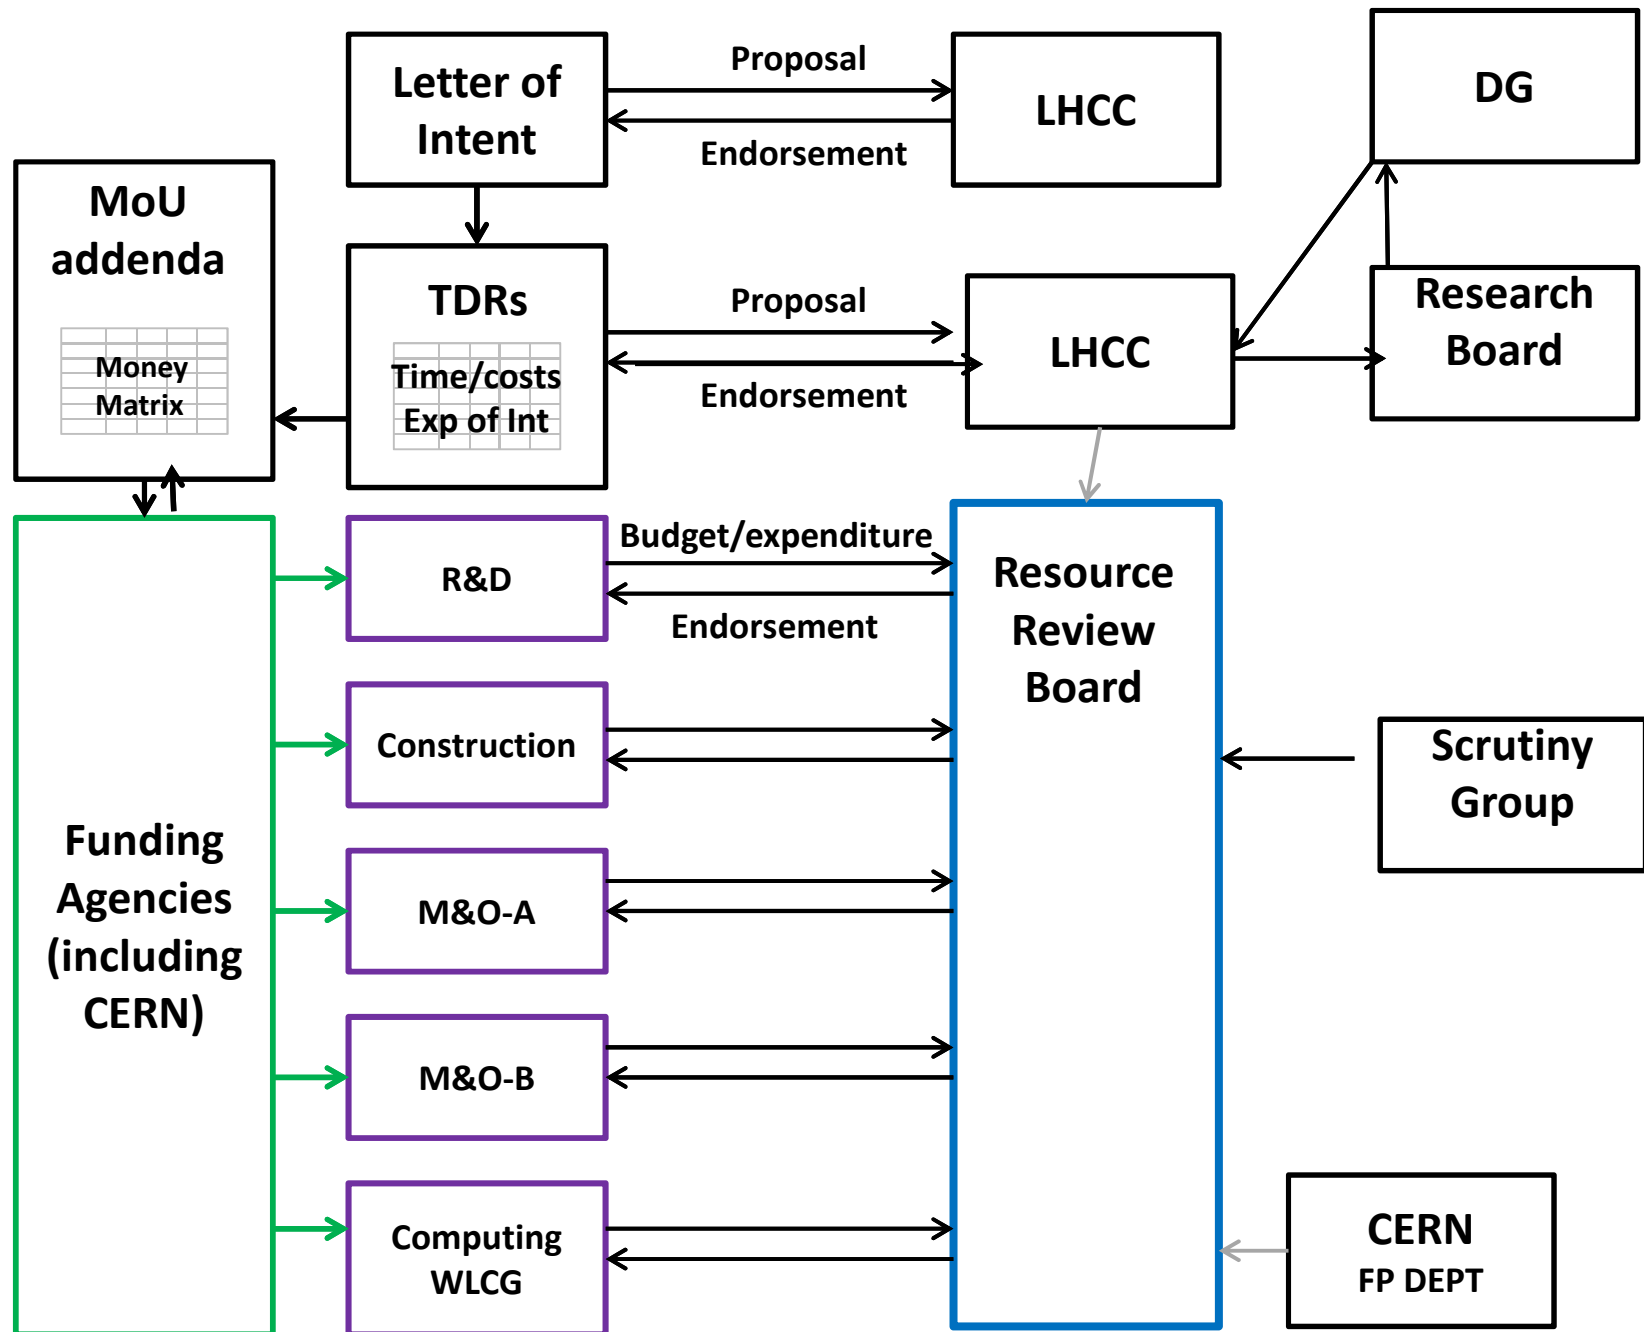 Letter of
Intent
Proposal
Endorsement
LHCC
DG
MoU
addenda
Money
Matrix
TDRs
Time/costs
Exp of Int
Proposal
Endorsement
LHCC
Research
Board
Funding
Agencies
(including
CERN)
R&D
Budget/expenditure
Endorsement
Construction
M&O-A
M&O-B
Computing
WLCG
Resource
Review
Board
Scrutiny
Group
CERN
FP DEPT